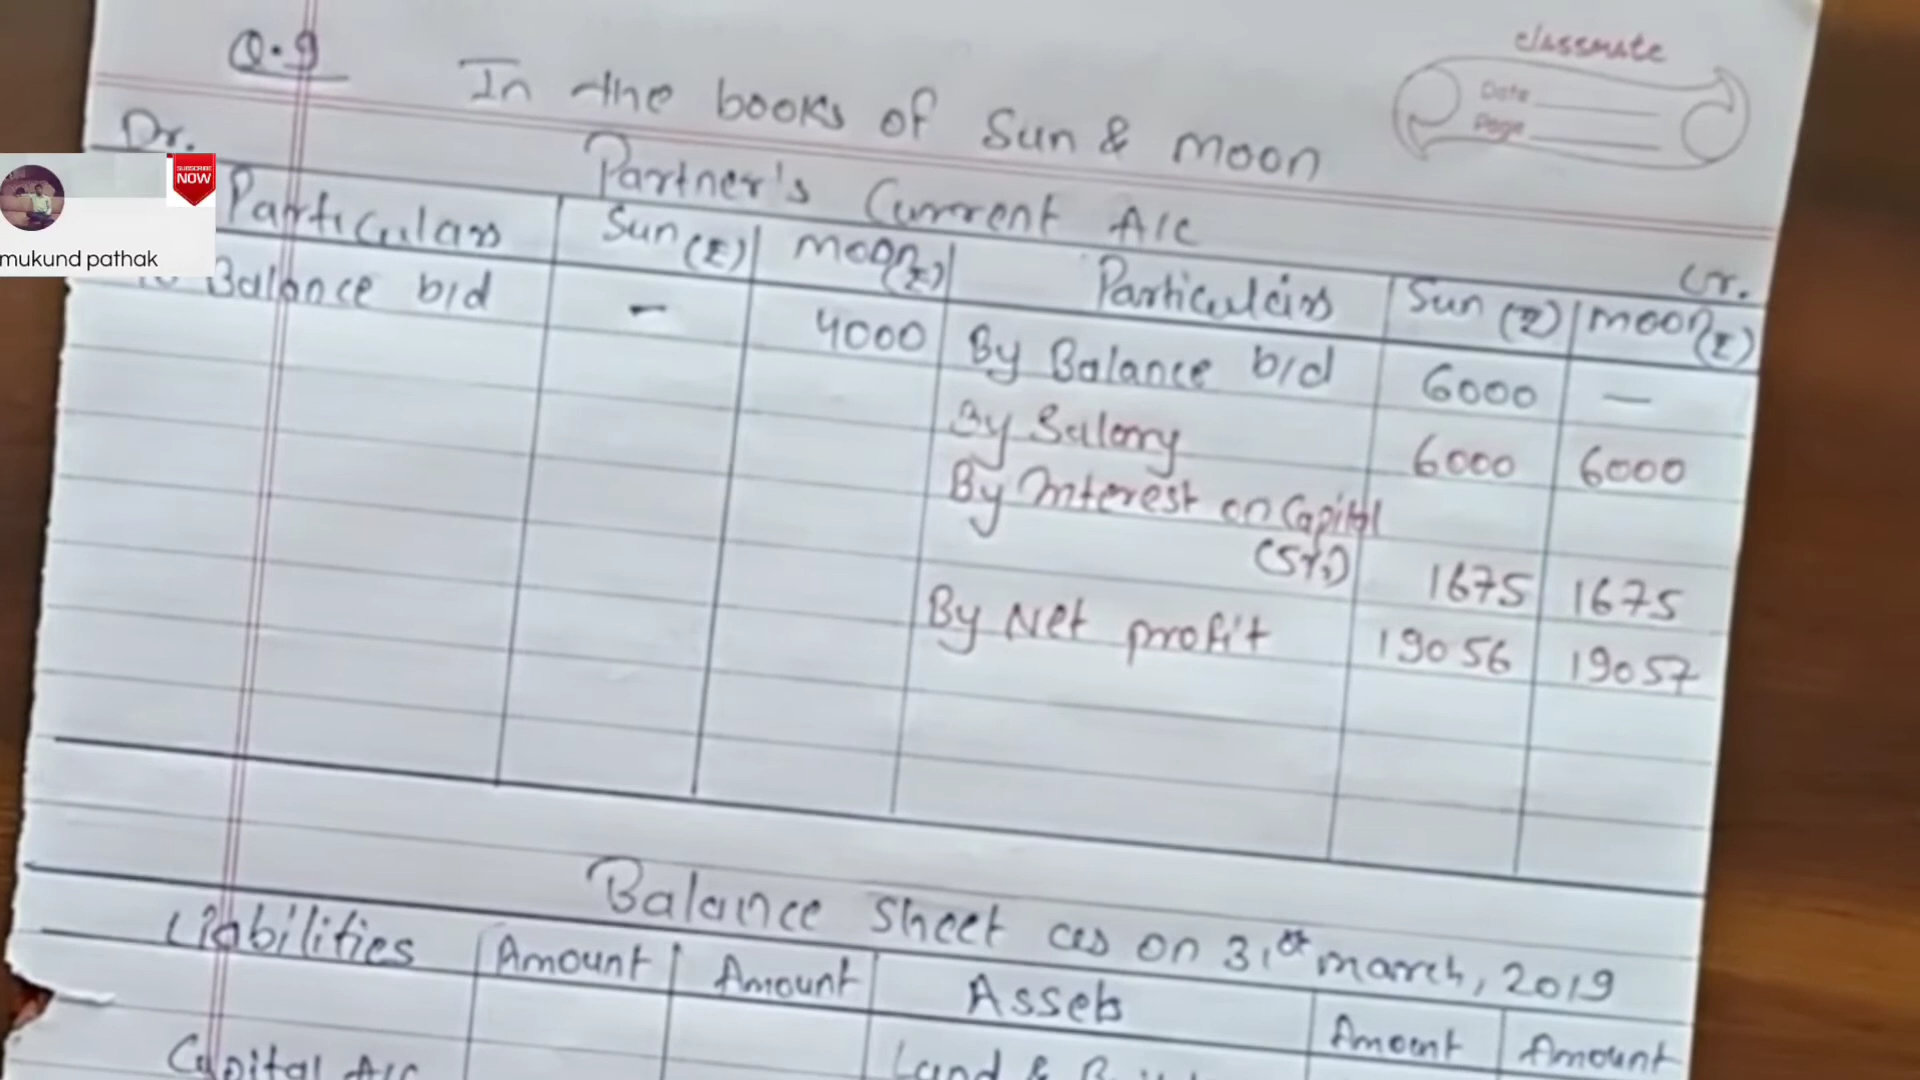 Q.9
classmate
Date
Page
In the books of Sun & Moon
Dr. Partner's Current A/c Cr.
Particulars Sun (₹) Moon (₹) Particulars Sun (₹) Moon (₹)
Balance b/d - 4000 By Balance b/d 6000 —
By Salary 6000 6000
By Interest on Capital
(5%) 1675 1675
By Net profit 19056 19057
SUBSCRIBE
NOW
mukund pathak
Balance Sheet as on 31st march, 2019
Liabilities Amount Amount Assets Amount Amount
Capital A/c Land &